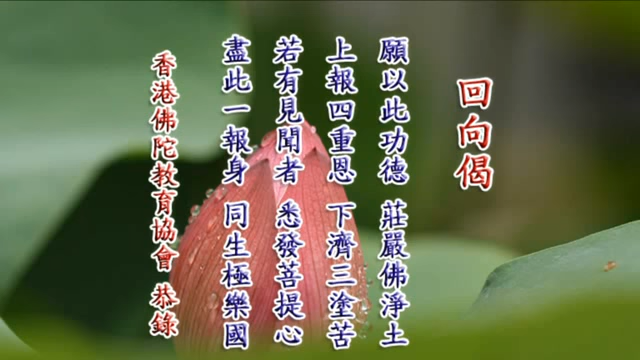 回向偈
願以此功德 莊嚴佛淨土
上報四重恩 下濟三塗苦
若有見聞者 悉發菩提心
盡此一報身 同生極樂國
香港佛陀教育協會 恭錄